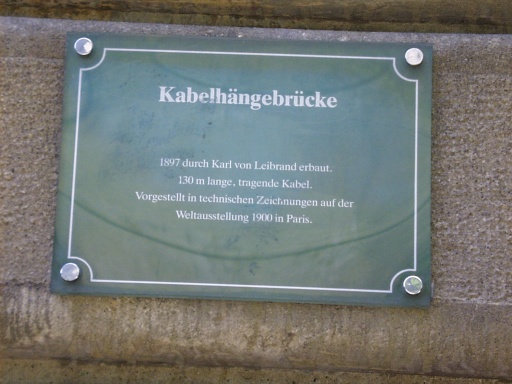 Kabelhängebrücke
1897 durch Karl von Leibrand erbaut.
130 m lange, tragende Kabel.
Vorgestellt in technischen Zeichnungen auf der
Weltausstellung 1900 in Paris.